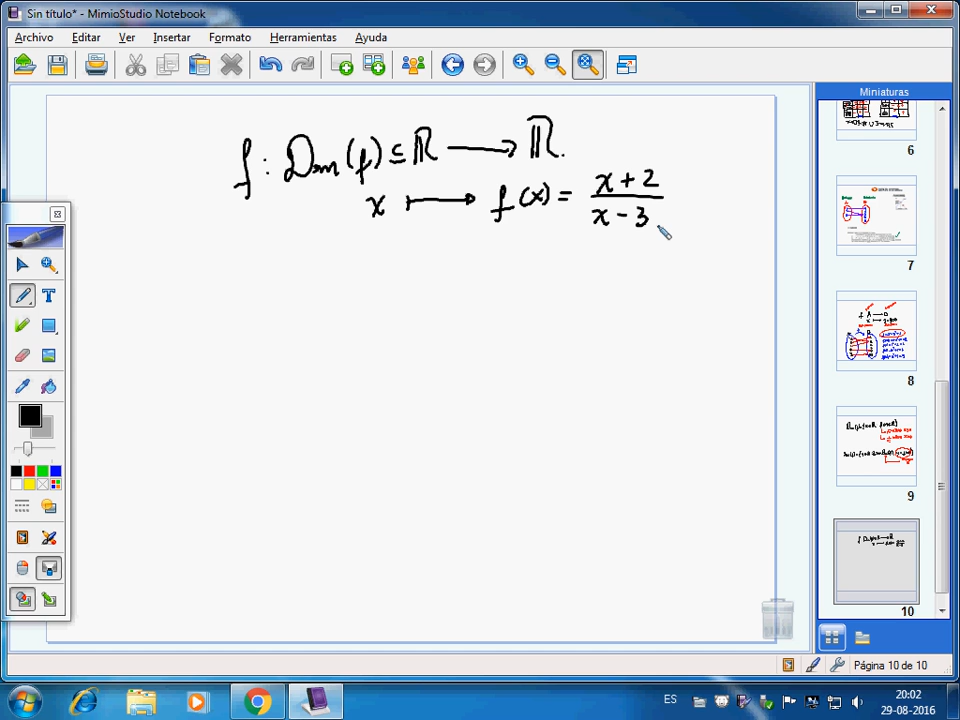 Sin título* - MimioStudio Notebook
Archivo Editar Ver Insertar Formato Herramientas Ayuda
Miniaturas
f : Dom(f) ⊆ ℝ ⟶ ℝ.
x ⟼ f(x) = \frac{x+2}{x-3}
6
7
8
9
10
Página 10 de 10
ES
20:02
29-08-2016